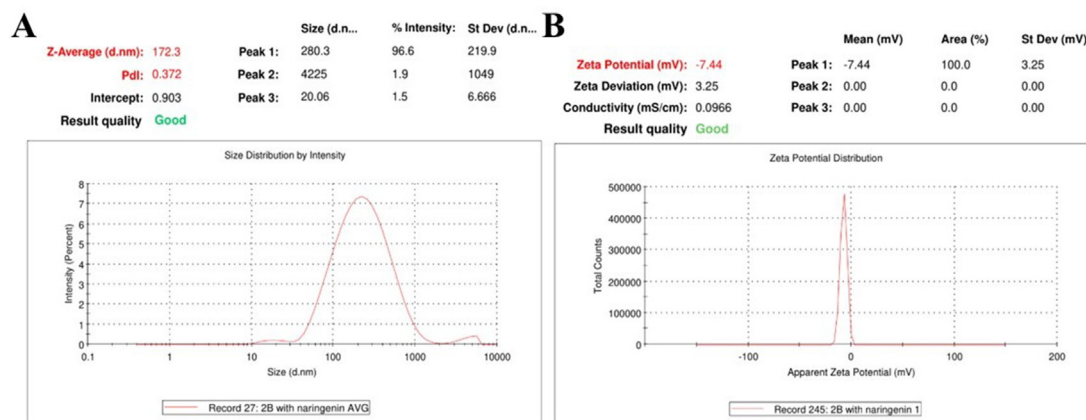 A
Size (d.n... % Intensity: St Dev (d.n...
Z-Average (d.nm): 172.3 Peak 1: 280.3 96.6 219.9
PdI: 0.372 Peak 2: 4225 1.9 1049
Intercept: 0.903 Peak 3: 20.06 1.5 6.666
Result quality Good
Size Distribution by Intensity
Intensity (Percent)
8
7
6
5
4
3
2
1
0
0.1 1 10 100 1000 10000
Size (d.nm)
Record 27: 2B with naringenin AVG
B
Mean (mV) Area (%) St Dev (mV)
Zeta Potential (mV): -7.44 Peak 1: -7.44 100.0 3.25
Zeta Deviation (mV): 3.25 Peak 2: 0.00 0.0 0.00
Conductivity (mS/cm): 0.0966 Peak 3: 0.00 0.0 0.00
Result quality Good
Zeta Potential Distribution
Total Counts
500000
400000
300000
200000
100000
0
-100 0 100 200
Apparent Zeta Potential (mV)
Record 245: 2B with naringenin 1